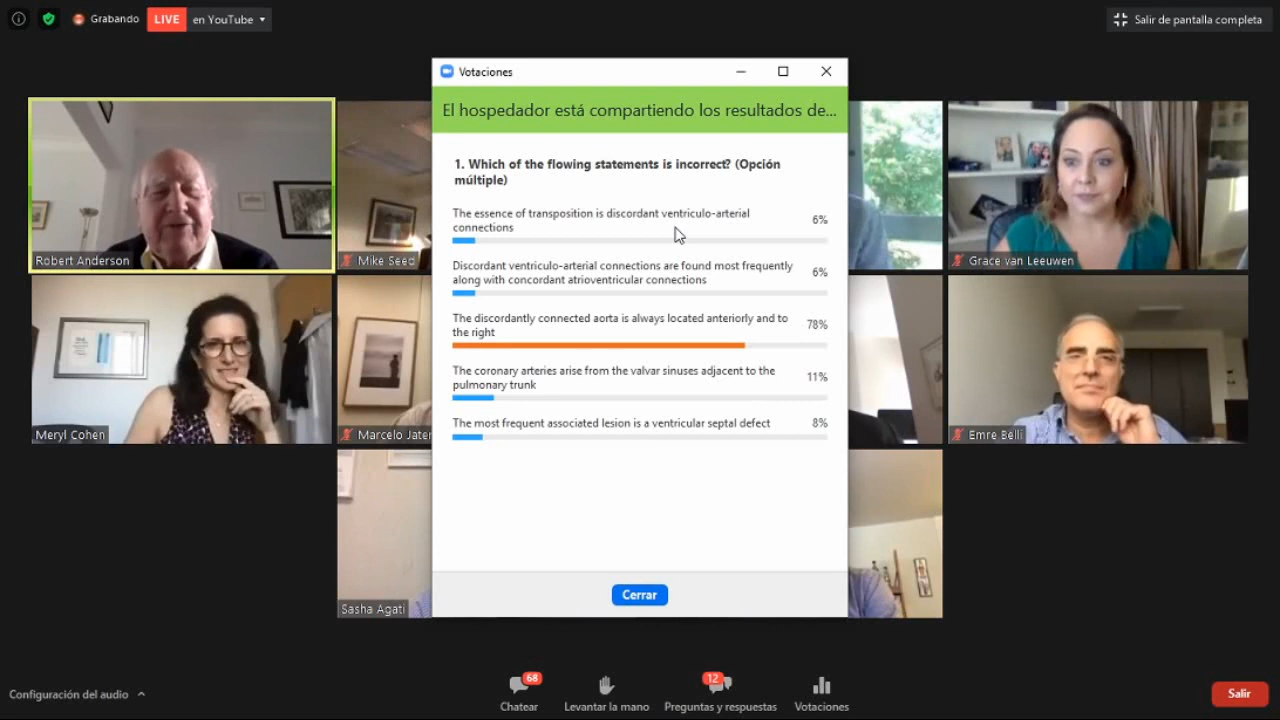 Grabando
LIVE
en YouTube
Salir de pantalla completa
Votaciones
El hospedador está compartiendo los resultados de...
1. Which of the flowing statements is incorrect? (Opción
múltiple)
The essence of transposition is discordant ventriculo-arterial
connections
6%
Discordant ventriculo-arterial connections are found most frequently
along with concordant atrioventricular connections
6%
The discordantly connected aorta is always located anteriorly and to
the right
78%
The coronary arteries arise from the valvar sinuses adjacent to the
pulmonary trunk
11%
The most frequent associated lesion is a ventricular septal defect
8%
Cerrar
Robert Anderson
Mike Seed
Grace van Leeuwen
Meryl Cohen
Marcelo Jater
Emre Belli
Sasha Agati
Configuración del audio
68
Chatear
Levantar la mano
12
Preguntas y respuestas
Votaciones
Salir